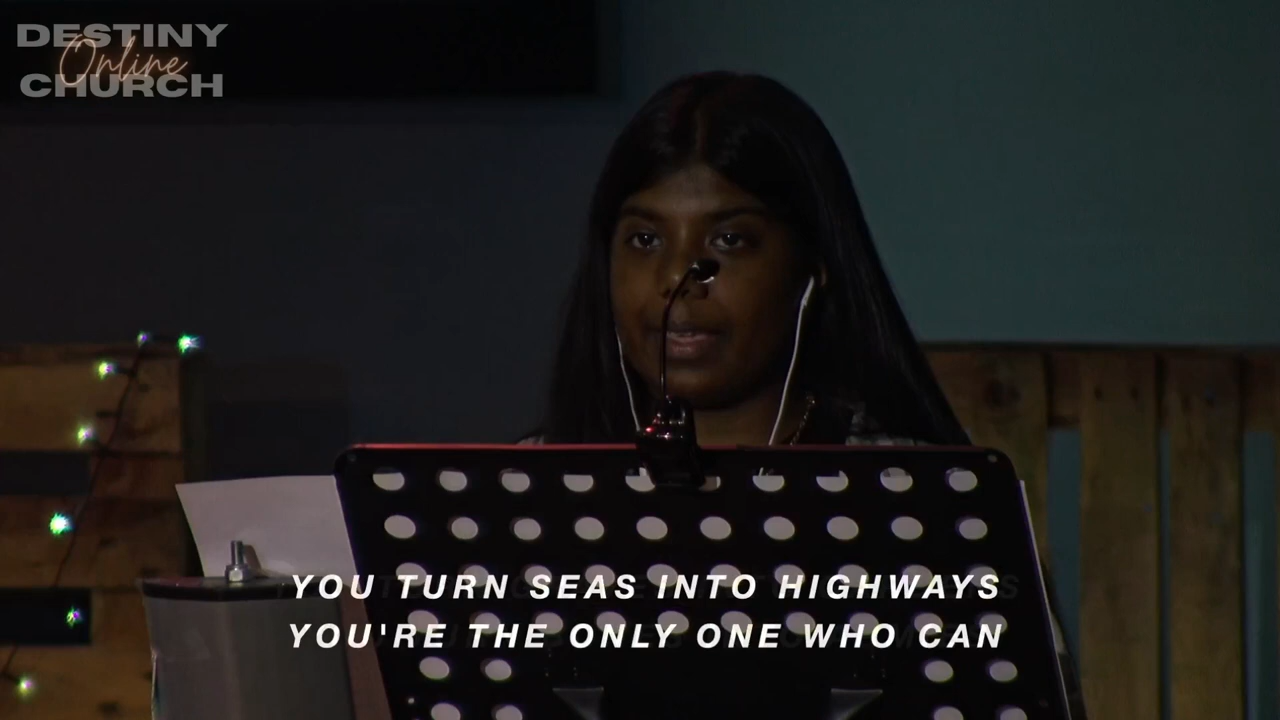 DESTINY
Online
CHURCH
YOU TURN SEAS INTO HIGHWAYS
YOU'RE THE ONLY ONE WHO CAN